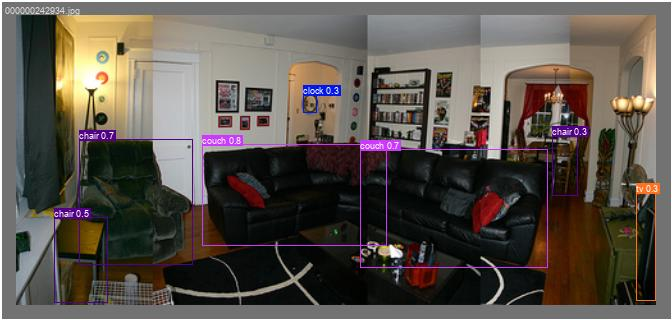 000000242934.jpg
clock 0.3
chair 0.7
couch 0.8
couch 0.7
chair 0.3
tv 0.3
chair 0.5